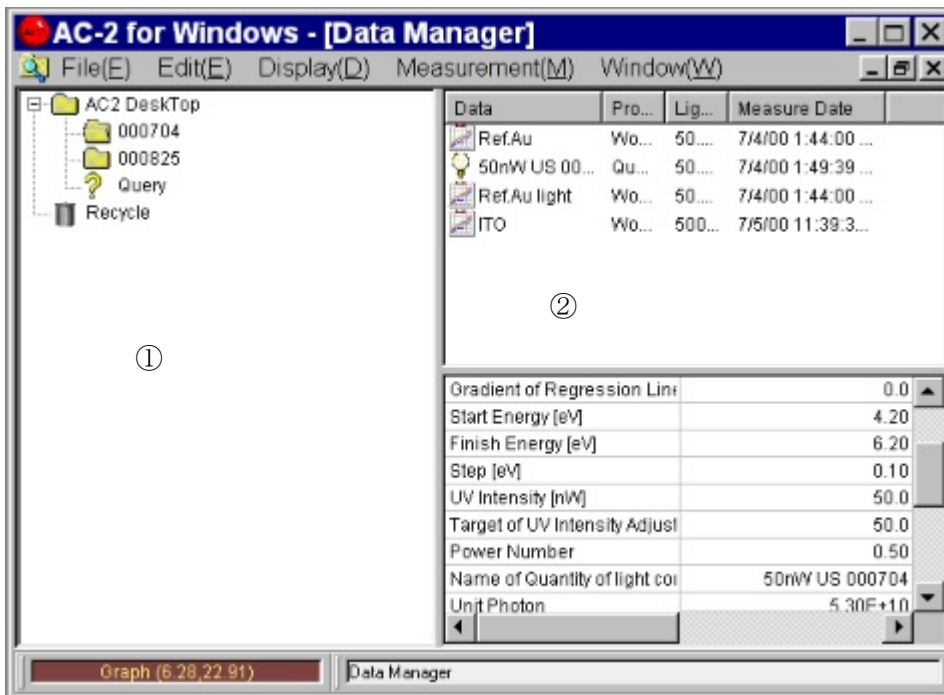 AC-2 for Windows - [Data Manager]
File(F) Edit(E) Display(D) Measurement(M) Window(W)
AC2 DeskTop
000704
000825
Query
Recycle
①
Data Pro... Lig... Measure Date
Ref.Au Wo... 50.... 7/4/00 1:44:00 ...
50nW US 00... Qu... 50.... 7/4/00 1:49:39 ...
Ref.Au light Wo... 50.... 7/4/00 1:44:00 ...
ITO Wo... 500... 7/5/00 11:39:3...
②
Gradient of Regression Line 0.0
Start Energy [eV] 4.20
Finish Energy [eV] 6.20
Step [eV] 0.10
UV Intensity [nW] 50.0
Target of UV Intensity Adjust 50.0
Power Number 0.50
Name of Quantity of light cor 50nW US 000704
Unit Photon 5.30E+10
Graph (6.28,22.91) Data Manager